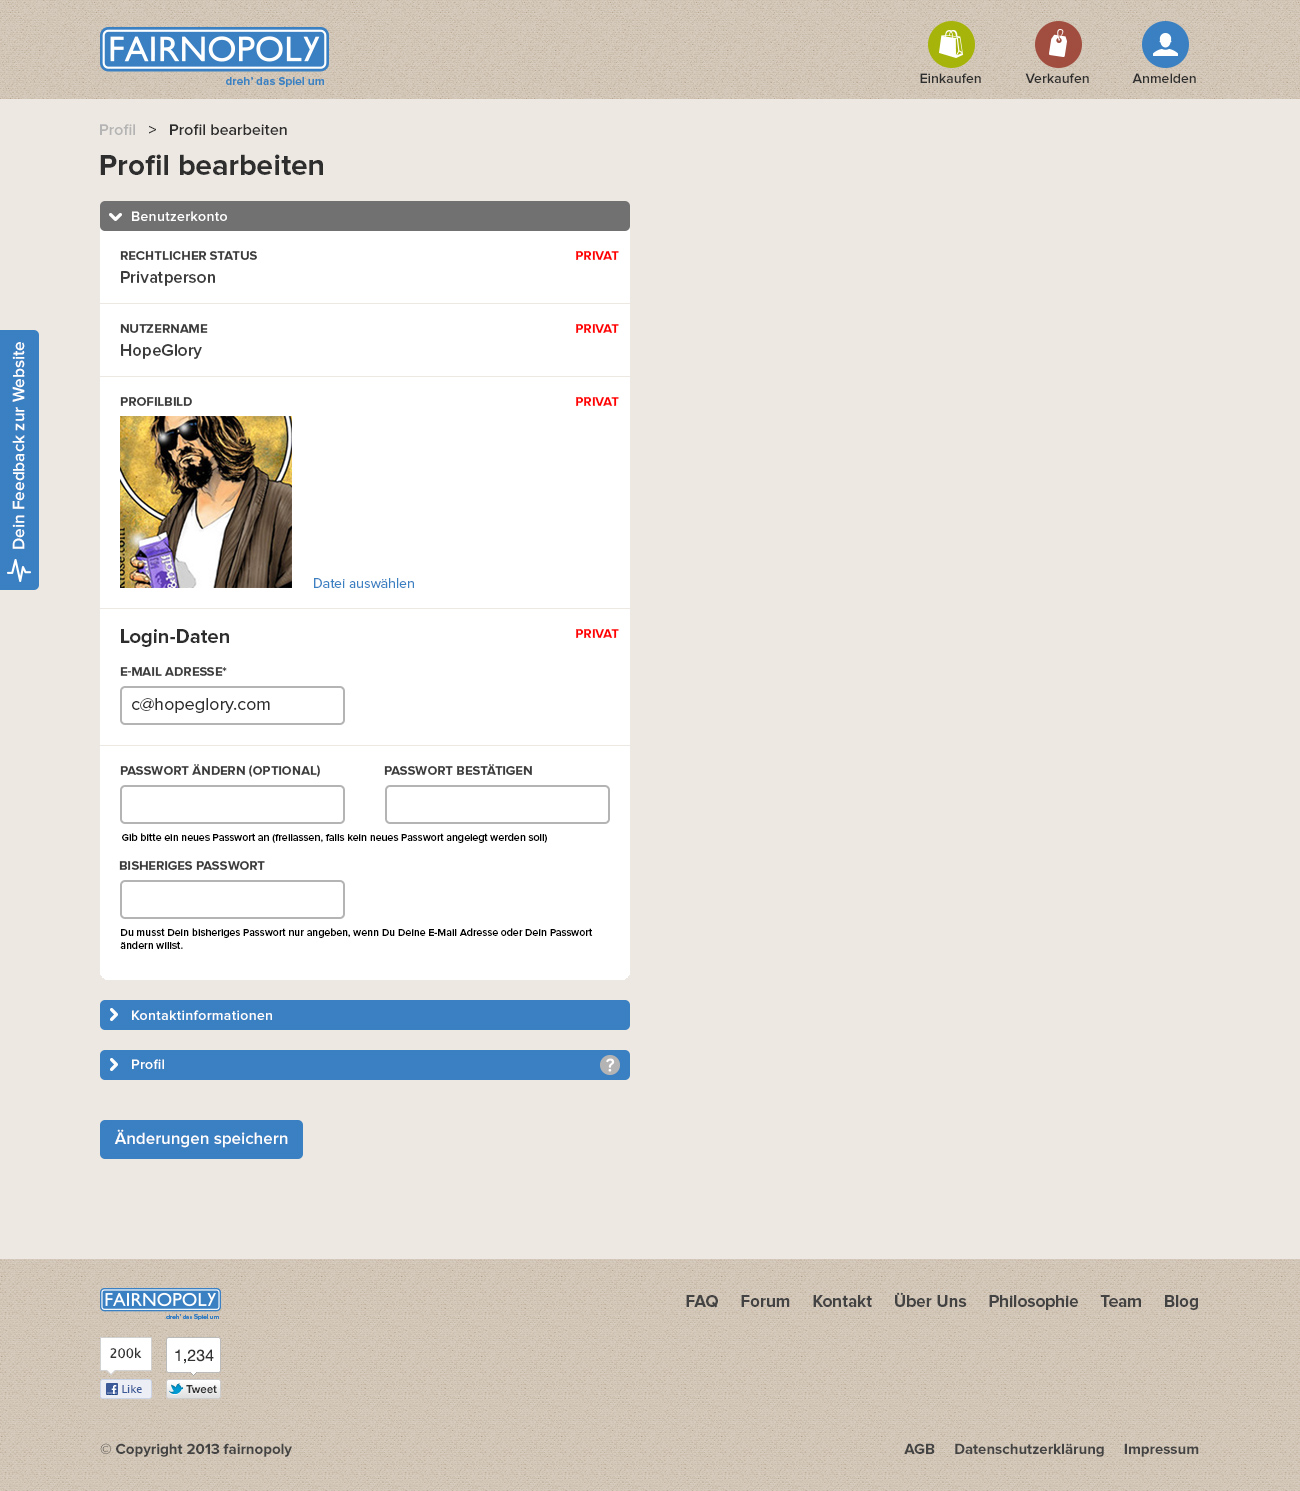 FAIRNOPOLY
dreh' das Spiel um
Einkaufen Verkaufen Anmelden
Profil > Profil bearbeiten
Profil bearbeiten
Benutzerkonto
RECHTLICHER STATUS PRIVAT
Privatperson
NUTZERNAME PRIVAT
HopeGlory
Dein Feedback zur Website
PROFILBILD PRIVAT
Datei auswählen
Login-Daten PRIVAT
E-MAIL ADRESSE*
c@hopeglory.com
PASSWORT ÄNDERN (OPTIONAL) PASSWORT BESTÄTIGEN
Gib bitte ein neues Passwort an (freilassen, falls kein neues Passwort angelegt werden soll)
BISHERIGES PASSWORT
Du musst Dein bisheriges Passwort nur angeben, wenn Du Deine E-Mail Adresse oder Dein Passwort
ändern willst.
Kontaktinformationen
Profil ?
Änderungen speichern
FAIRNOPOLY
dreh' das Spiel um
FAQ Forum Kontakt Über Uns Philosophie Team Blog
200k 1,234
Like Tweet
© Copyright 2013 fairnopoly
AGB Datenschutzerklärung Impressum